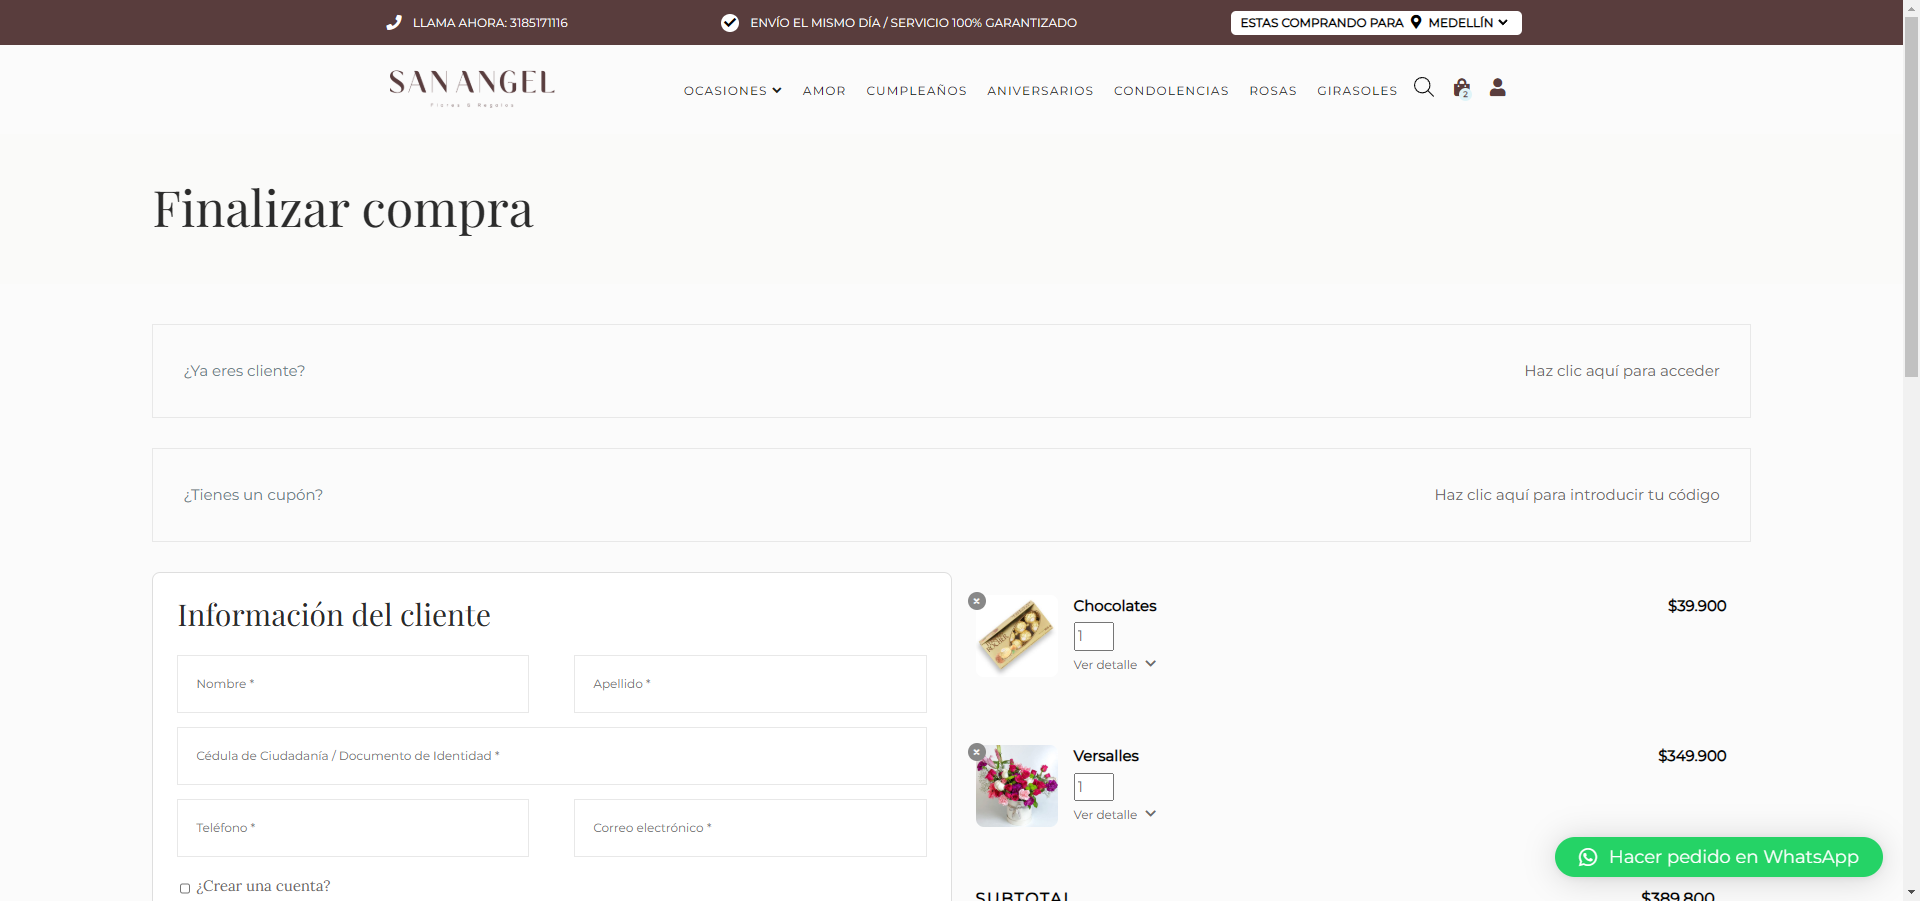 LLAMA AHORA: 3185171116
ENVÍO EL MISMO DÍA / SERVICIO 100% GARANTIZADO
ESTAS COMPRANDO PARA MEDELLÍN
SAN ANGEL
Flores & Regalos
OCASIONES AMOR CUMPLEAÑOS ANIVERSARIOS CONDOLENCIAS ROSAS GIRASOLES
2
Finalizar compra
¿Ya eres cliente? Haz clic aquí para acceder
¿Tienes un cupón? Haz clic aquí para introducir tu código
Información del cliente
Nombre *
Apellido *
Cédula de Ciudadanía / Documento de Identidad *
Teléfono *
Correo electrónico *
¿Crear una cuenta?
Chocolates $39.900
1
Ver detalle
Versalles $349.900
1
Ver detalle
SUBTOTAL $389.800
Hacer pedido en WhatsApp